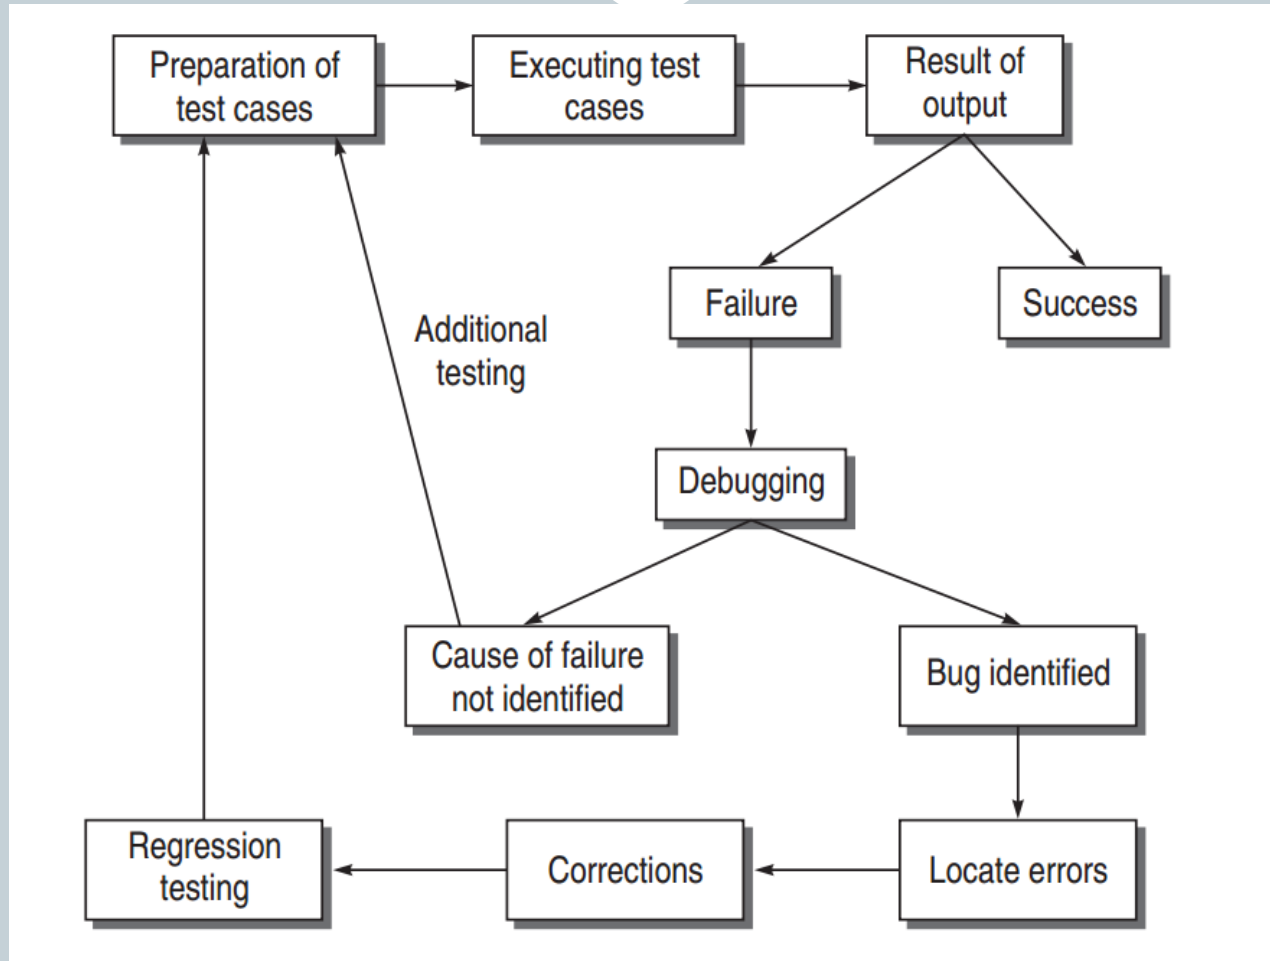 Preparation of
test cases
Executing test
cases
Result of
output
Failure
Success
Additional
testing
Debugging
Cause of failure
not identified
Bug identified
Regression
testing
Corrections
Locate errors